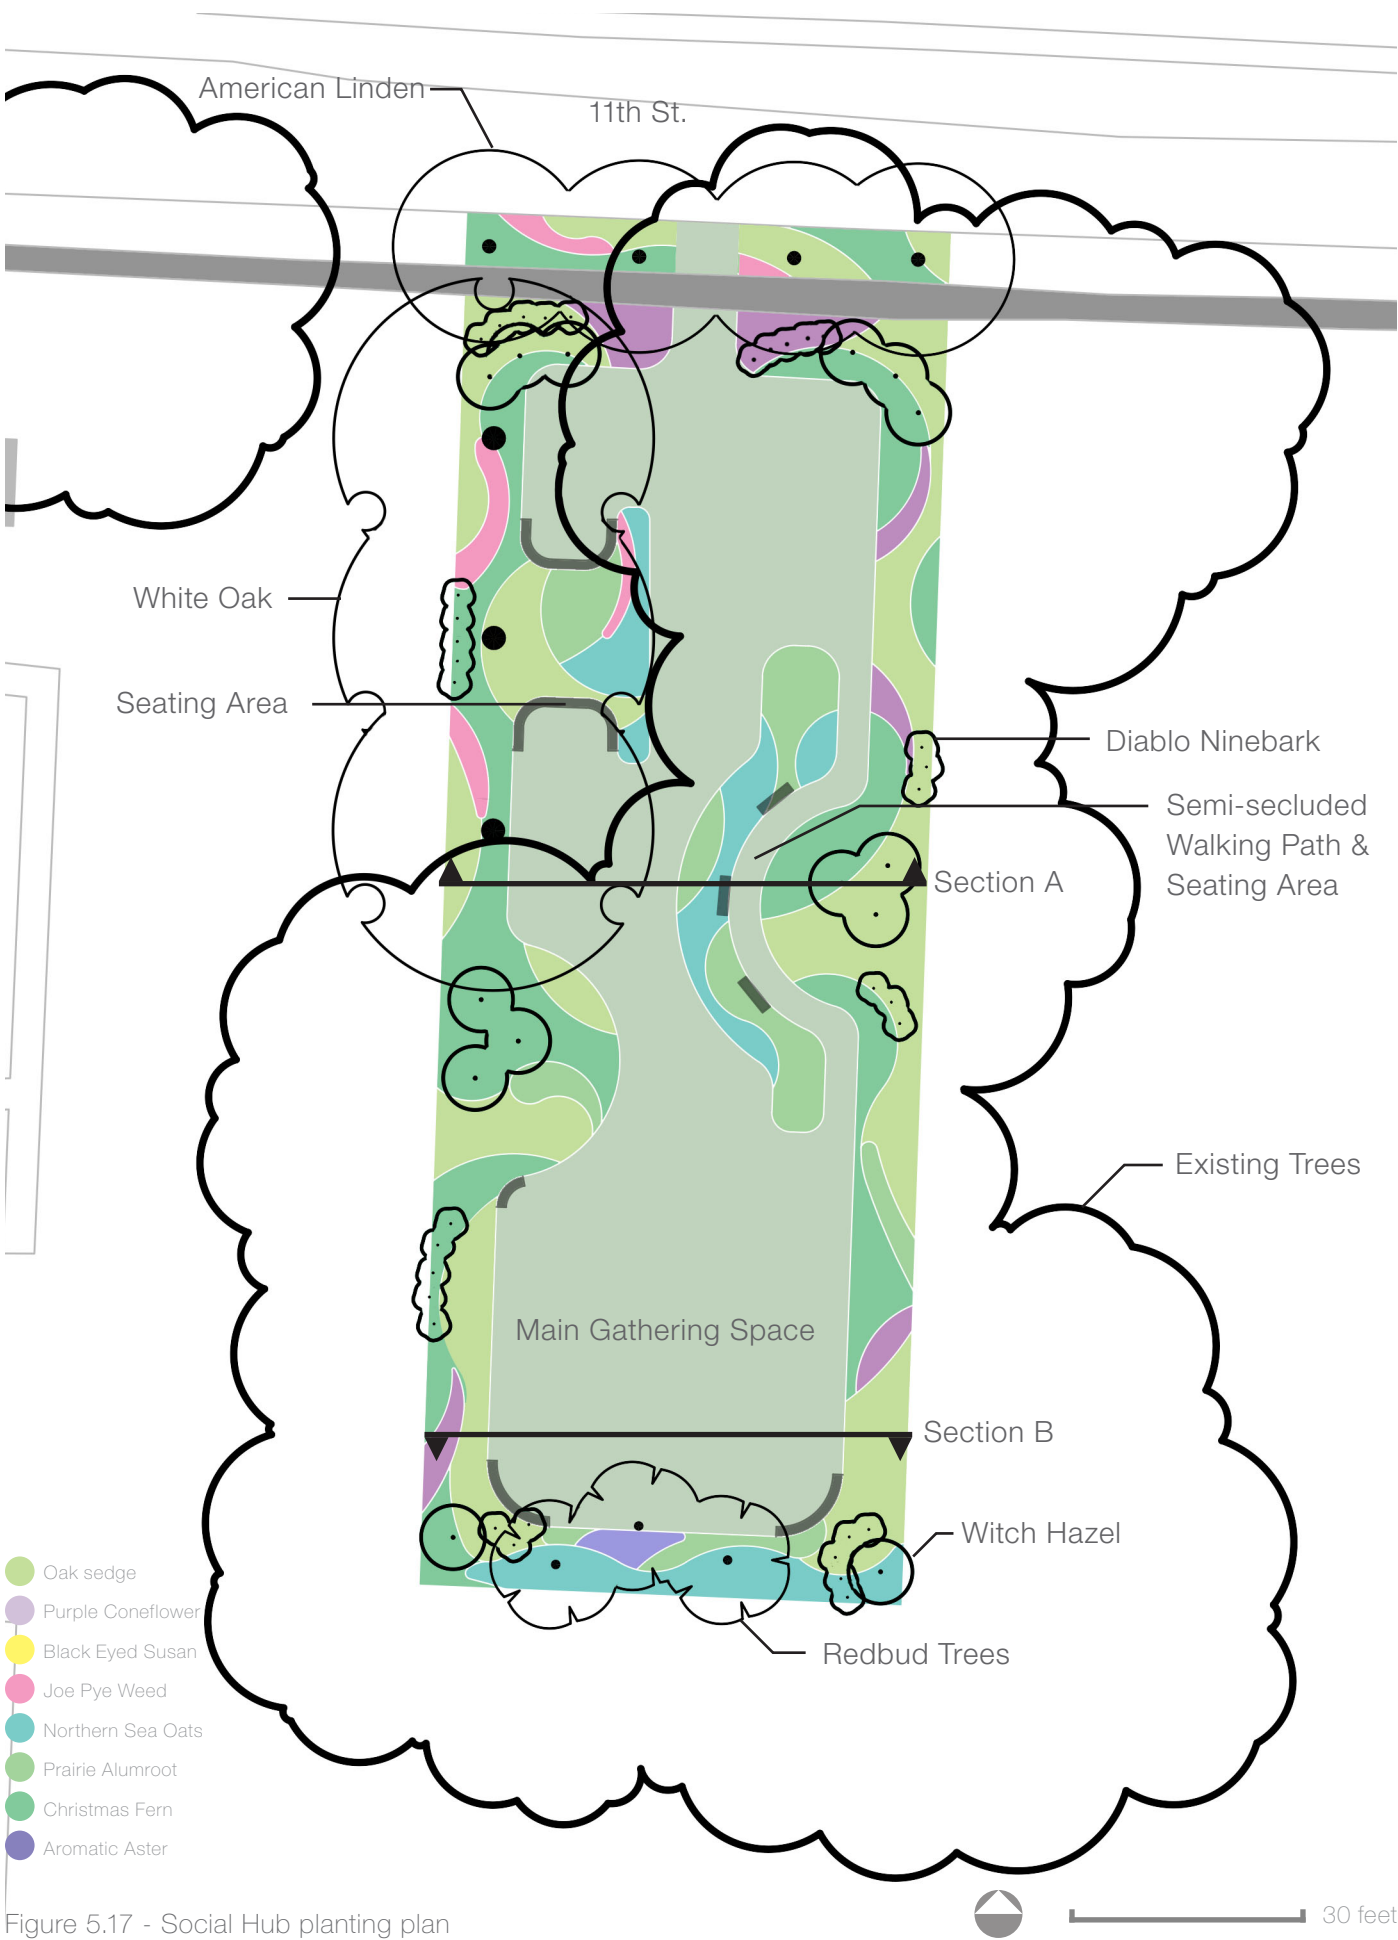 American Linden
11th St.
White Oak
Seating Area
Diablo Ninebark
Semi-secluded
Walking Path &
Seating Area
Section A
Existing Trees
Main Gathering Space
Section B
Witch Hazel
Redbud Trees
Oak sedge
Purple Coneflower
Black Eyed Susan
Joe Pye Weed
Northern Sea Oats
Prairie Alumroot
Christmas Fern
Aromatic Aster
Figure 5.17 - Social Hub planting plan
30 feet